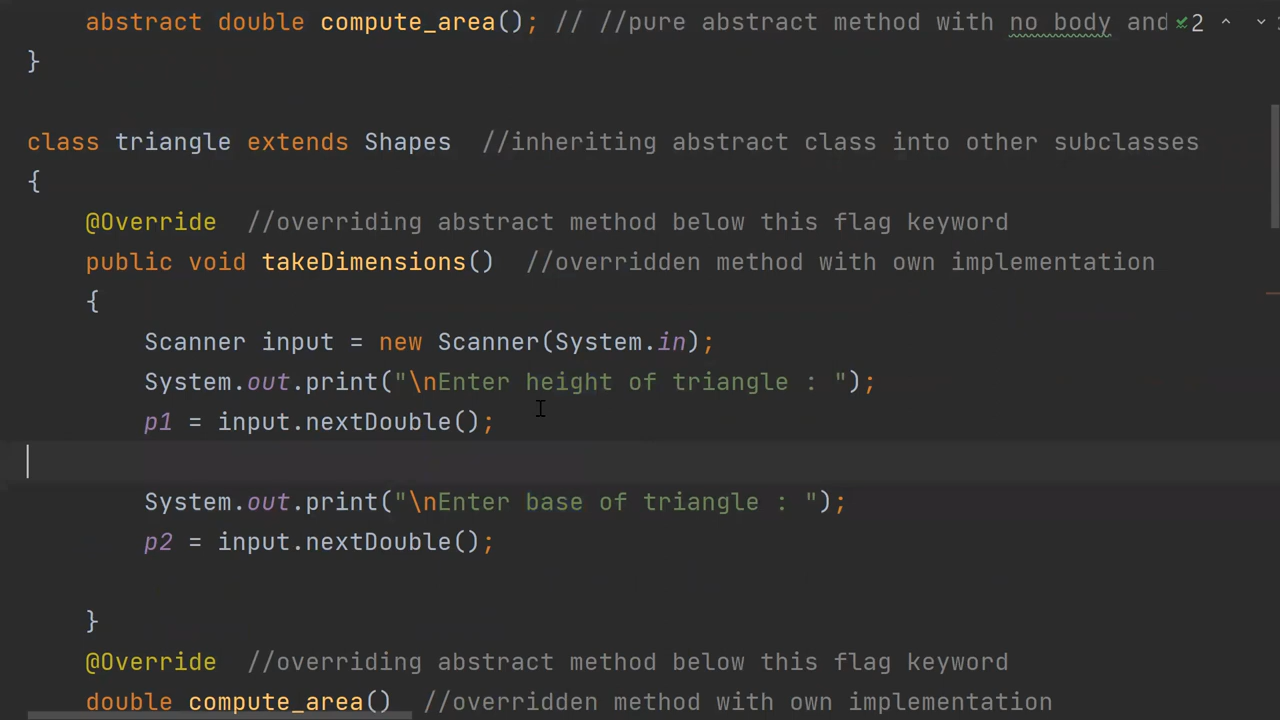 abstract double compute_area(); // //pure abstract method with no body and 2
}
class triangle extends Shapes //inheriting abstract class into other subclasses
{
@Override //overriding abstract method below this flag keyword
public void takeDimensions() //overridden method with own implementation
{
Scanner input = new Scanner(System.in);
System.out.print("\nEnter height of triangle : ");
p1 = input.nextDouble();
System.out.print("\nEnter base of triangle : ");
p2 = input.nextDouble();
}
@Override //overriding abstract method below this flag keyword
double compute_area() //overridden method with own implementation